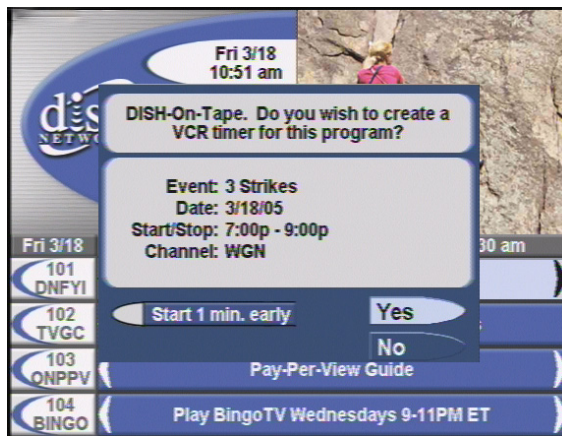 Fri 3/18
10:51 am
dis
NETWO
DISH-On-Tape. Do you wish to create a
VCR timer for this program?
Event: 3 Strikes
Date: 3/18/05
Start/Stop: 7:00p - 9:00p
Channel: WGN
Start 1 min. early
Yes
No
Fri 3/18
30 am
101
DNFYI
102
TVGC
103
ONPPV
Pay-Per-View Guide
104
BINGO
Play BingoTV Wednesdays 9-11PM ET